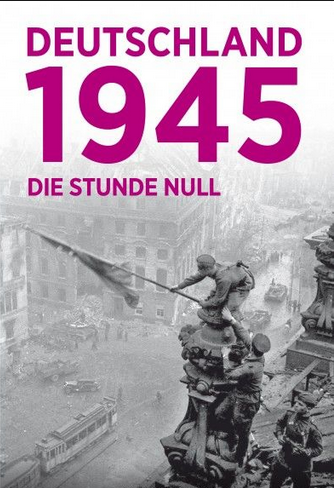 DEUTSCHLAND
1945
DIE STUNDE NULL